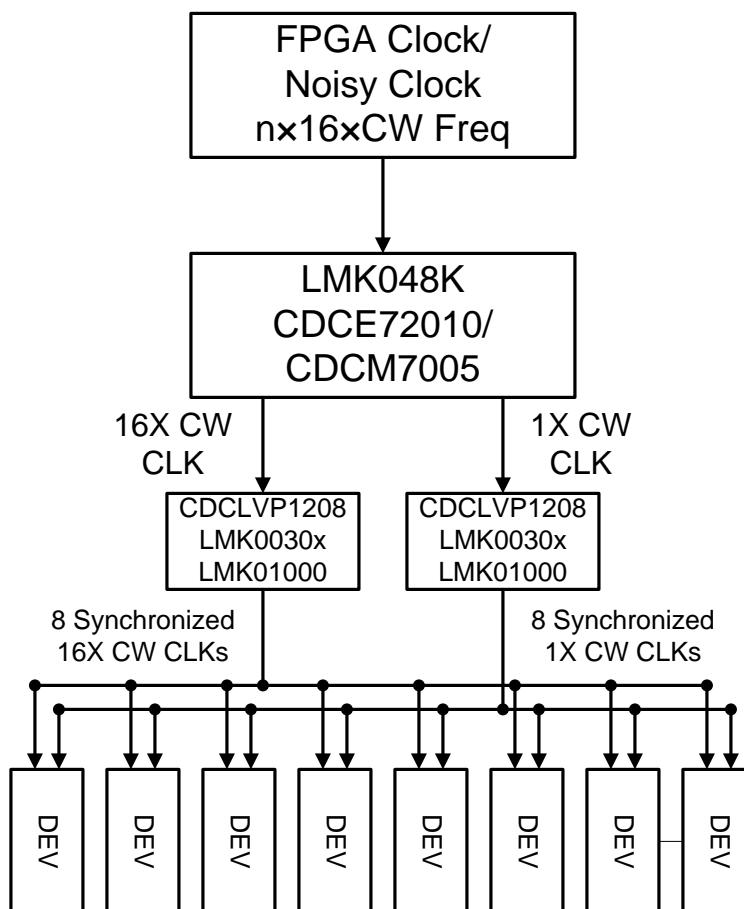 FPGA Clock/
Noisy Clock
n×16×CW Freq
LMK048K
CDCE72010/
CDCM7005
16X CW
CLK
1X CW
CLK
CDCLVP1208
LMK0030x
LMK01000
CDCLVP1208
LMK0030x
LMK01000
8 Synchronized
16X CW CLKs
8 Synchronized
1X CW CLKs
DEV
DEV
DEV
DEV
DEV
DEV
DEV
DEV